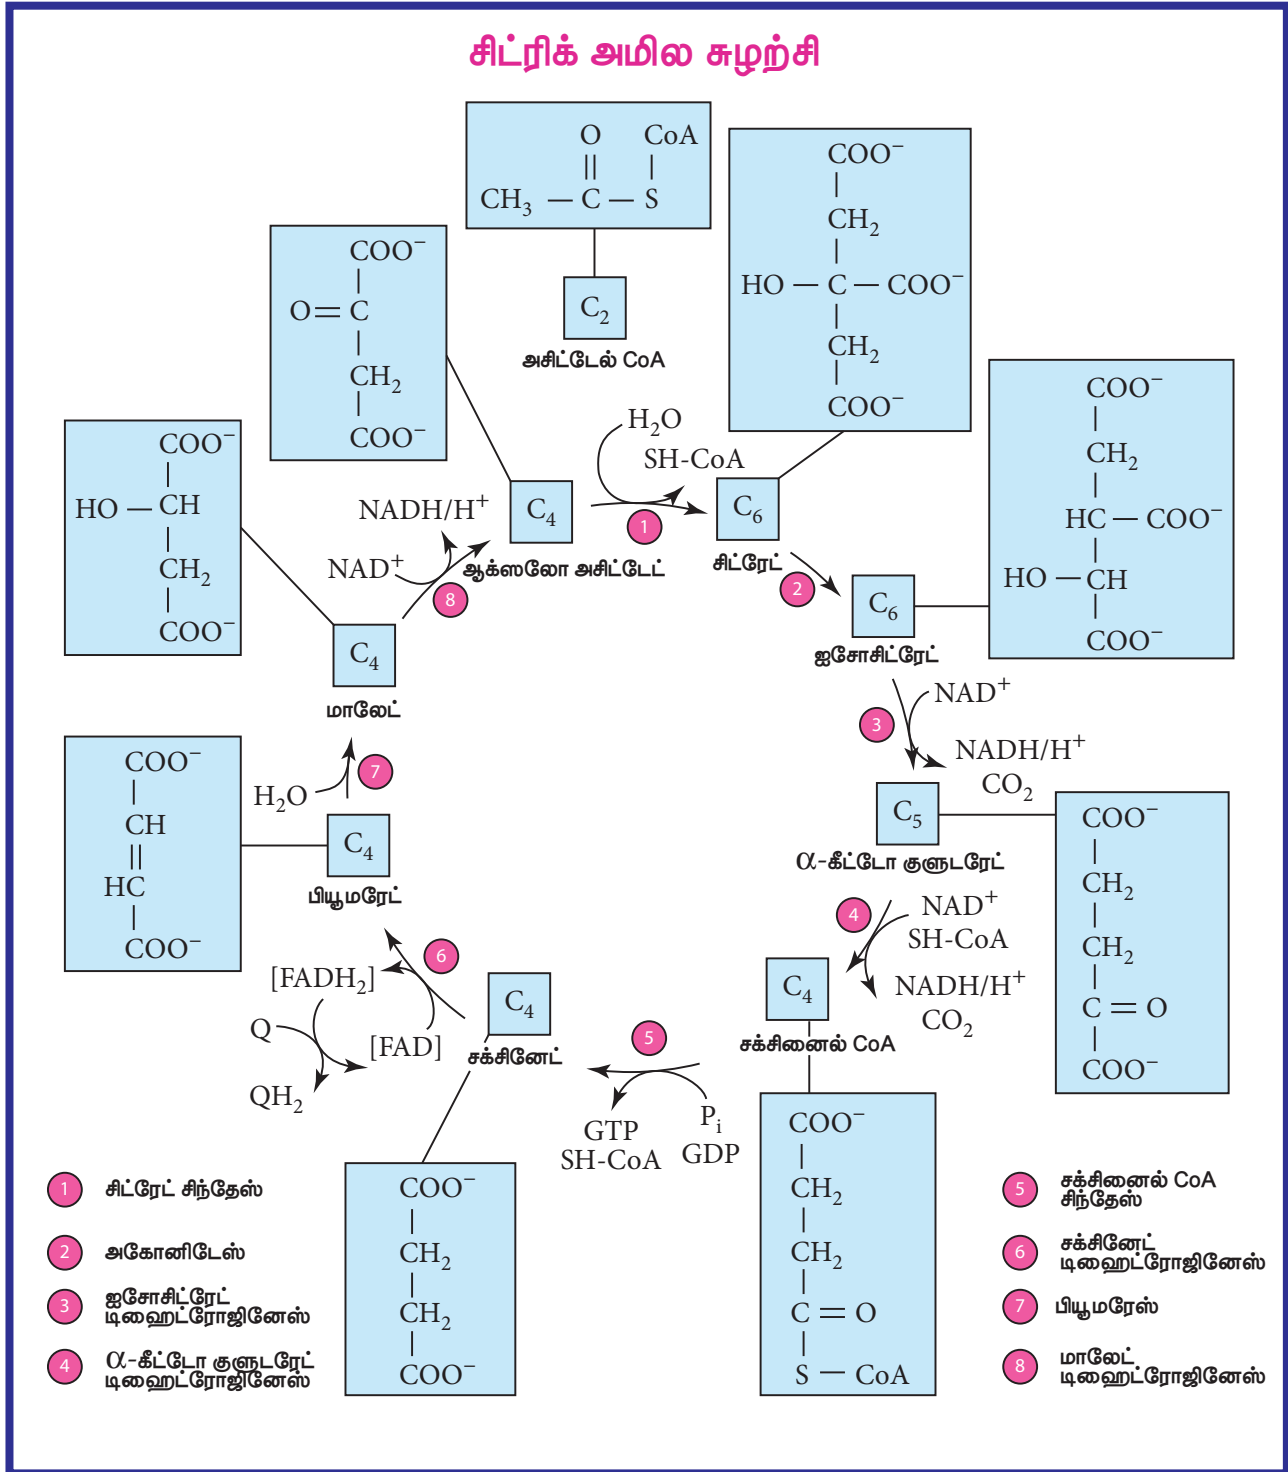 சிட்ரிக் அமில சுழற்சி
O CoA
||  |
CH₃ — C — S
C₂
அசிட்டேல் CoA
COO⁻
|
CH₂
|
HO — C — COO⁻
|
CH₂
|
COO⁻
COO⁻
|
O = C
|
CH₂
|
COO⁻
COO⁻
|
CH₂
|
HC — COO⁻
|
HO — CH
|
COO⁻
COO⁻
|
HO — CH
|
CH₂
|
COO⁻
H₂O
SH-CoA
1
C₄
ஆக்ஸலோ அசிட்டேட்
C₆
சிட்ரேட்
2
C₆
ஐசோசிட்ரேட்
NADH/H⁺
NAD⁺
8
C₄
மாலேட்
3
NAD⁺
NADH/H⁺
CO₂
C₅
α-கீட்டோ குளுடரேட்
COO⁻
|
CH₂
|
CH₂
|
C = O
|
COO⁻
H₂O
7
C₄
பியூமரேட்
COO⁻
|
CH
||
HC
|
COO⁻
4
NAD⁺
SH-CoA
NADH/H⁺
CO₂
C₄
சக்சினைல் CoA
6
[FADH₂]
Q
[FAD]
QH₂
C₄
சக்சினேட்
5
GTP
SH-CoA
Pᵢ
GDP
COO⁻
|
CH₂
|
CH₂
|
C = O
|
S — CoA
COO⁻
|
CH₂
|
CH₂
|
COO⁻
1 சிட்ரேட் சிந்தேஸ்
2 அகோனிடேஸ்
3 ஐசோசிட்ரேட்
டிஹைட்ரோஜினேஸ்
4 α-கீட்டோ குளுடரேட்
டிஹைட்ரோஜினேஸ்
5 சக்சினைல் CoA
சிந்தேஸ்
6 சக்சினேட்
டிஹைட்ரோஜினேஸ்
7 பியூமரேஸ்
8 மாலேட்
டிஹைட்ரோஜினேஸ்